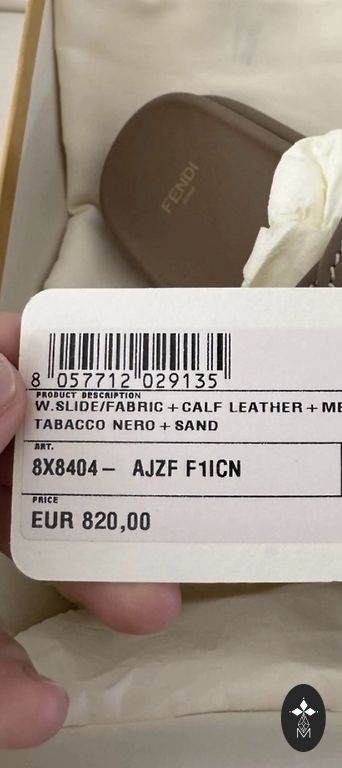 FENDI
8 057712 029135
PRODUCT DESCRIPTION
W.SLIDE/FABRIC+CALF LEATHER+ME
TABACCO NERO+SAND
ART.
8X8404- AJZF F1ICN
PRICE
EUR 820,00
M